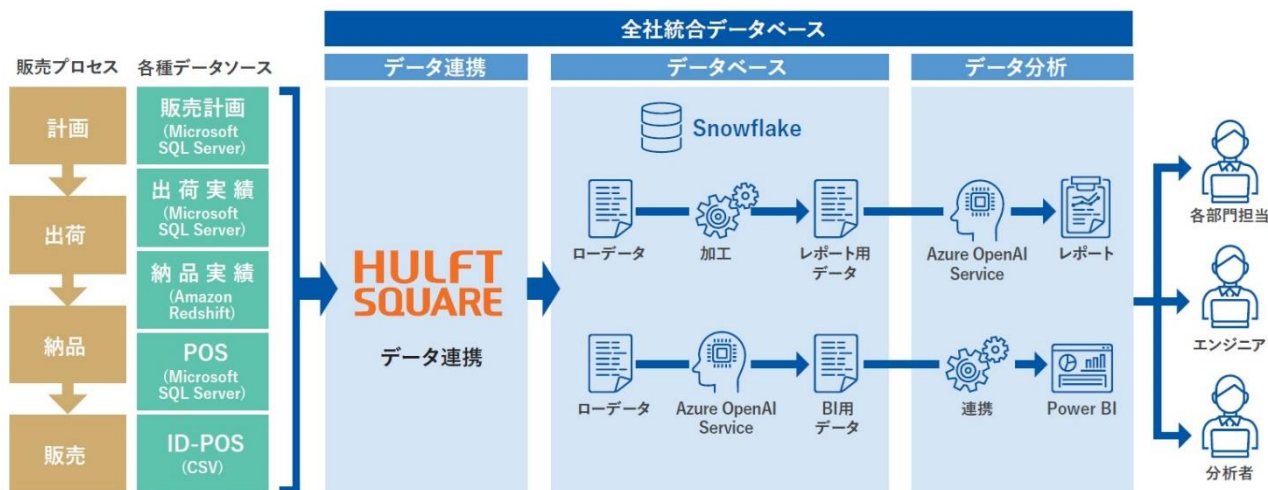 全社統合データベース
販売プロセス
各種データソース
データ連携
データベース
データ分析
計画
出荷
納品
販売
販売計画
(Microsoft
SQL Server)
出荷実績
(Microsoft
SQL Server)
納品実績
(Amazon
Redshift)
POS
(Microsoft
SQL Server)
ID-POS
(CSV)
HULFT
SQUARE
データ連携
Snowflake
ローデータ
加工
レポート用
データ
Azure OpenAI
Service
レポート
ローデータ
Azure OpenAI
Service
BI用
データ
連携
Power BI
各部門担当
エンジニア
分析者